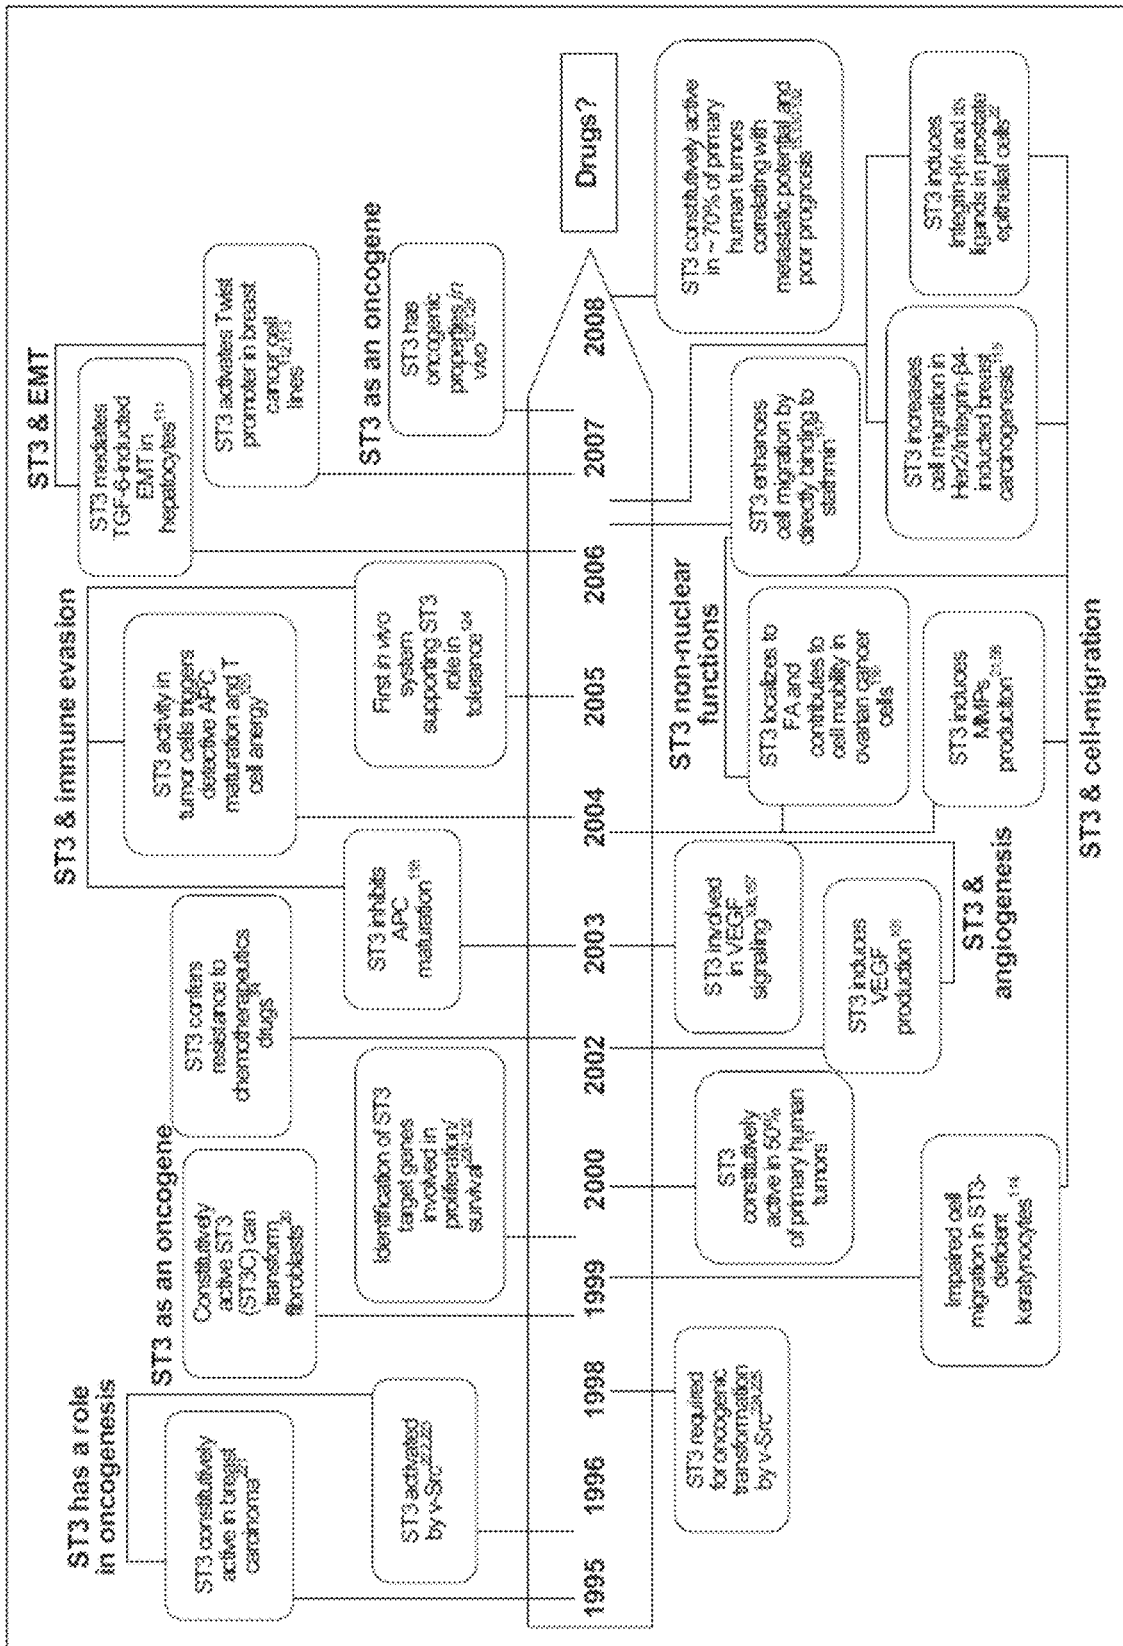 ST3 has a role
in oncogenesis
ST3 constitutively
active in breast
carcinoma
ST3 activated
by v-Src
ST3 as an oncogene
Constitutively
active ST3
(ST3C) can
transform
fibroblasts
Identification of ST3
target genes
involved in
proliferation/
survival
ST3 confers
resistance to
chemotherapeutics
drugs
ST3 & immune evasion
ST3 inhibits
APC
maturation
ST3 activity in
tumor cells triggers
defective APC
maturation and T
cell anergy
First in vivo
system
supporting ST3
role in
tolerance
ST3 & EMT
ST3 mediates
TGF-6-inducted
EMT in
hepatocytes
ST3 activates Twist
promoter in breast
cancer cell
lines
ST3 as an oncogene
ST3 has
oncogenic
properties in
vivo
1995
1996
1998
1999
2000
2002
2003
2004
2005
2006
2007
2008
Drugs?
ST3 required
for oncogenic
transformation
by v-Src
Impaired cell
migration in ST3-
deficient
karatynocytes
ST3
constitutively
active in 50%
of primary human
tumors
ST3 induces
VEGF
production
ST3 involved
in VEGF
signaling
ST3 &
angiogenesis
ST3 non-nuclear
functions
ST3 localizes to
FA and
contributes to
cell mobility in
ovarian cancer
cells
ST3 induces
MMPs
production
ST3 enhances
cell migration by
directly binding to
stathmin
ST3 increases
cell migration in
Her2/Integrin-β4-
inducted breast
carcinogenesis
ST3 induces
Integrin-β6 and its
ligands in prostate
epithelial cells
ST3 constitutively active
in ~ 70% of primary
human tumors
correlating with
metastatic potential and
poor prognosis
ST3 & cell-migration